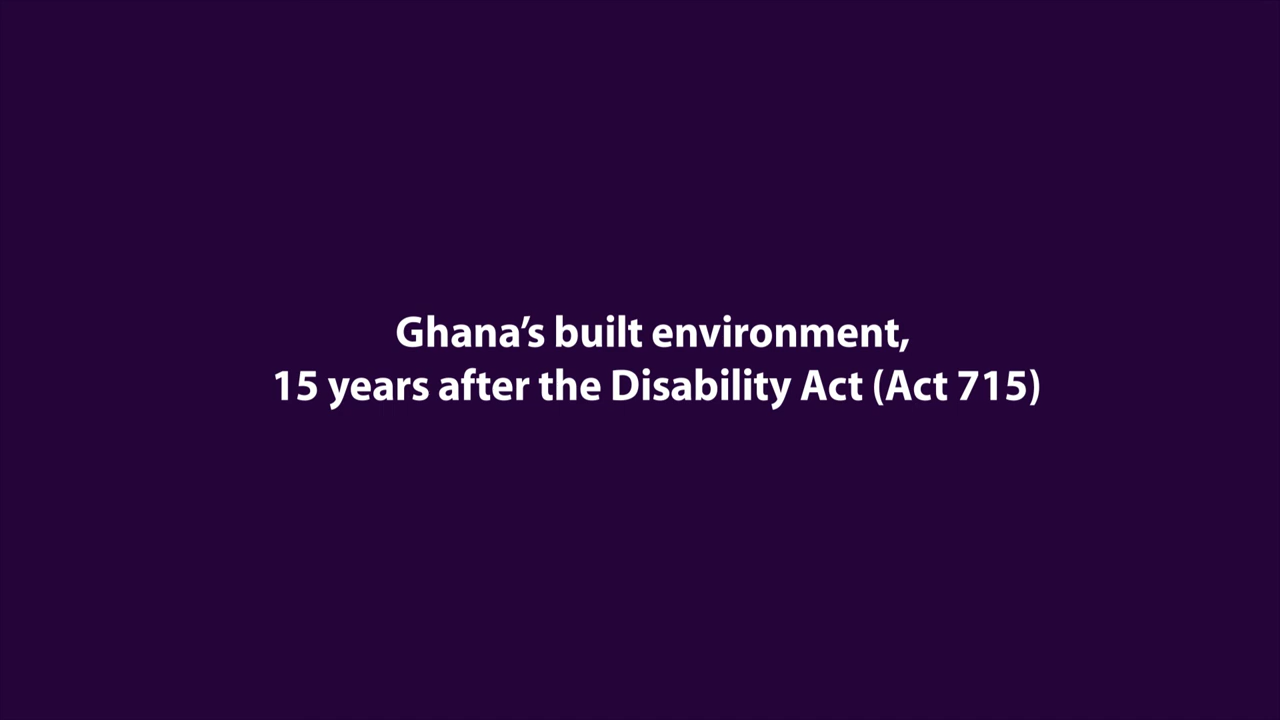 Ghana’s built environment,
15 years after the Disability Act (Act 715)